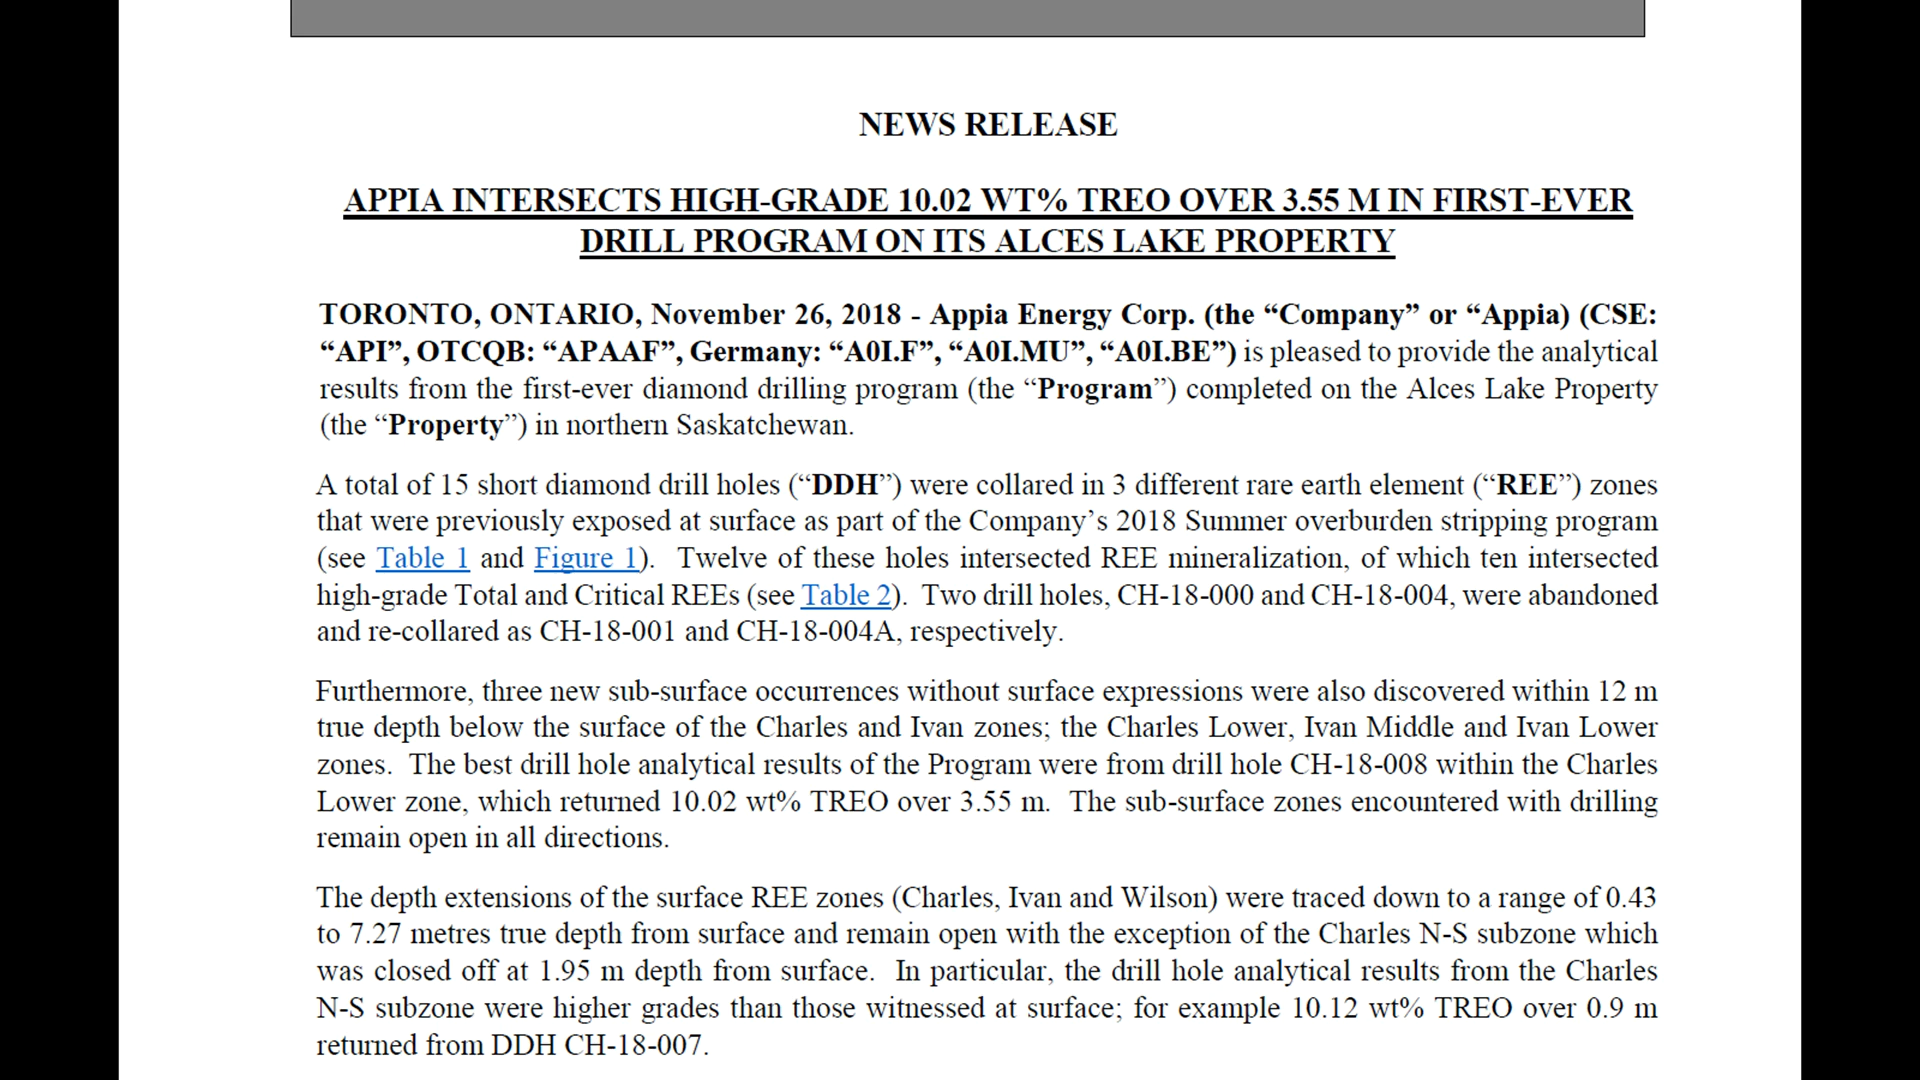 NEWS RELEASE
APPIA INTERSECTS HIGH-GRADE 10.02 WT% TREO OVER 3.55 M IN FIRST-EVER
DRILL PROGRAM ON ITS ALCES LAKE PROPERTY
TORONTO, ONTARIO, November 26, 2018 - Appia Energy Corp. (the “Company” or “Appia) (CSE:
“API”, OTCQB: “APAAF”, Germany: “A0I.F”, “A0I.MU”, “A0I.BE”) is pleased to provide the analytical
results from the first-ever diamond drilling program (the “Program”) completed on the Alces Lake Property
(the “Property”) in northern Saskatchewan.
A total of 15 short diamond drill holes (“DDH”) were collared in 3 different rare earth element (“REE”) zones
that were previously exposed at surface as part of the Company’s 2018 Summer overburden stripping program
(see Table 1 and Figure 1). Twelve of these holes intersected REE mineralization, of which ten intersected
high-grade Total and Critical REEs (see Table 2). Two drill holes, CH-18-000 and CH-18-004, were abandoned
and re-collared as CH-18-001 and CH-18-004A, respectively.
Furthermore, three new sub-surface occurrences without surface expressions were also discovered within 12 m
true depth below the surface of the Charles and Ivan zones; the Charles Lower, Ivan Middle and Ivan Lower
zones. The best drill hole analytical results of the Program were from drill hole CH-18-008 within the Charles
Lower zone, which returned 10.02 wt% TREO over 3.55 m. The sub-surface zones encountered with drilling
remain open in all directions.
The depth extensions of the surface REE zones (Charles, Ivan and Wilson) were traced down to a range of 0.43
to 7.27 metres true depth from surface and remain open with the exception of the Charles N-S subzone which
was closed off at 1.95 m depth from surface. In particular, the drill hole analytical results from the Charles
N-S subzone were higher grades than those witnessed at surface; for example 10.12 wt% TREO over 0.9 m
returned from DDH CH-18-007.